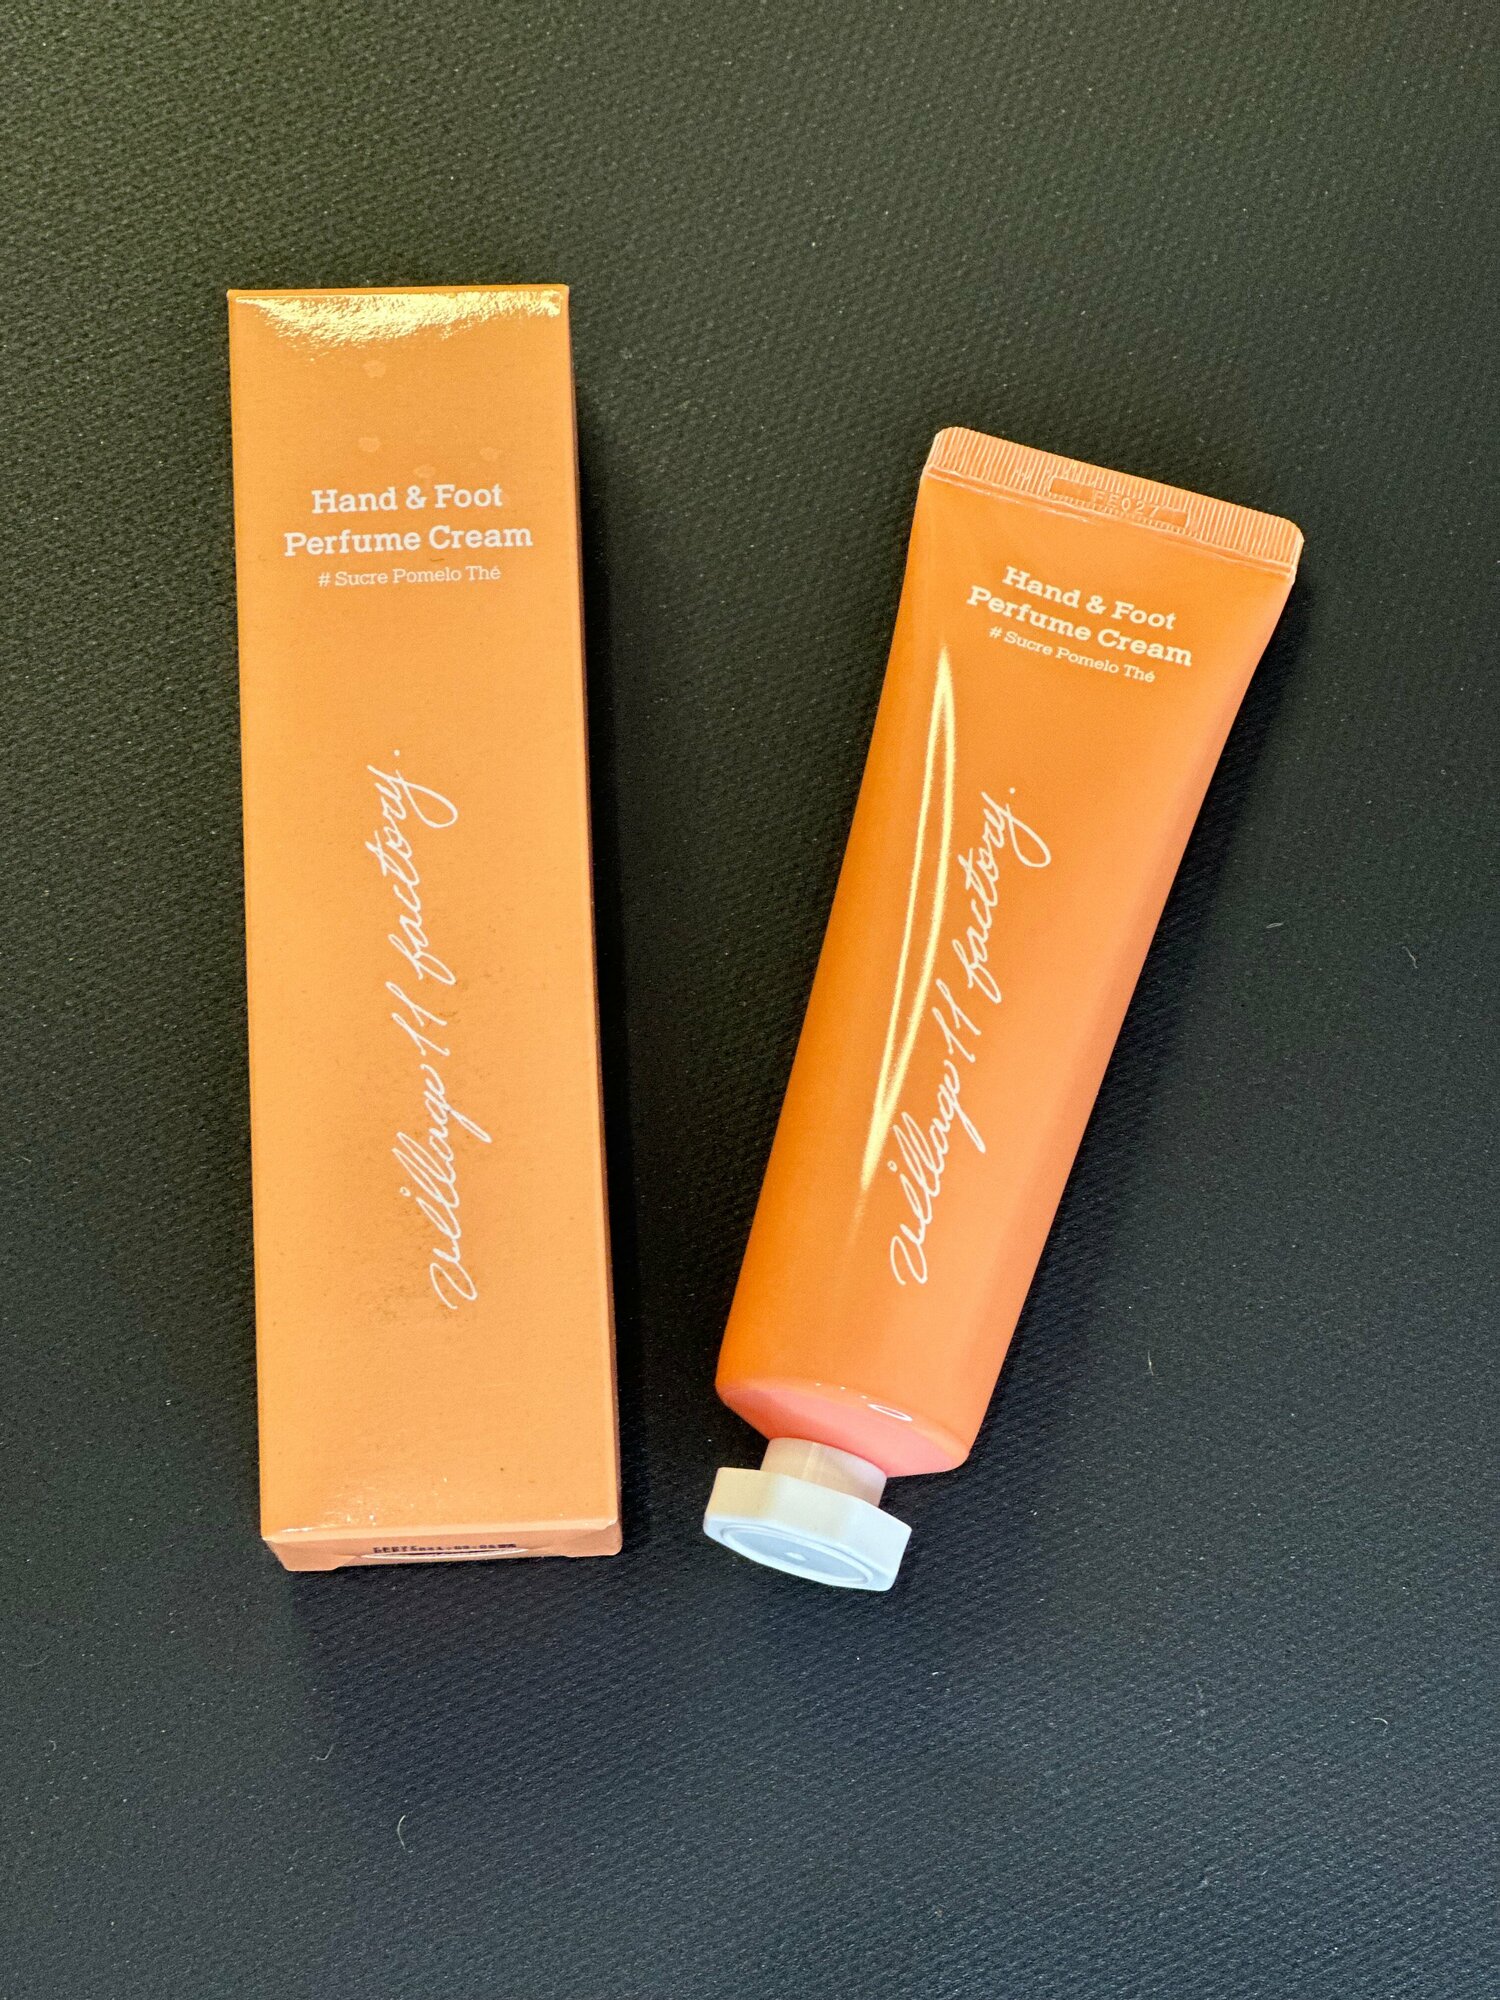 Hand & Foot
Perfume Cream
# Sucre Pomelo Thé
village 11 factory.
FE027
Hand & Foot
Perfume Cream
# Sucre Pomelo Thé
village 11 factory.